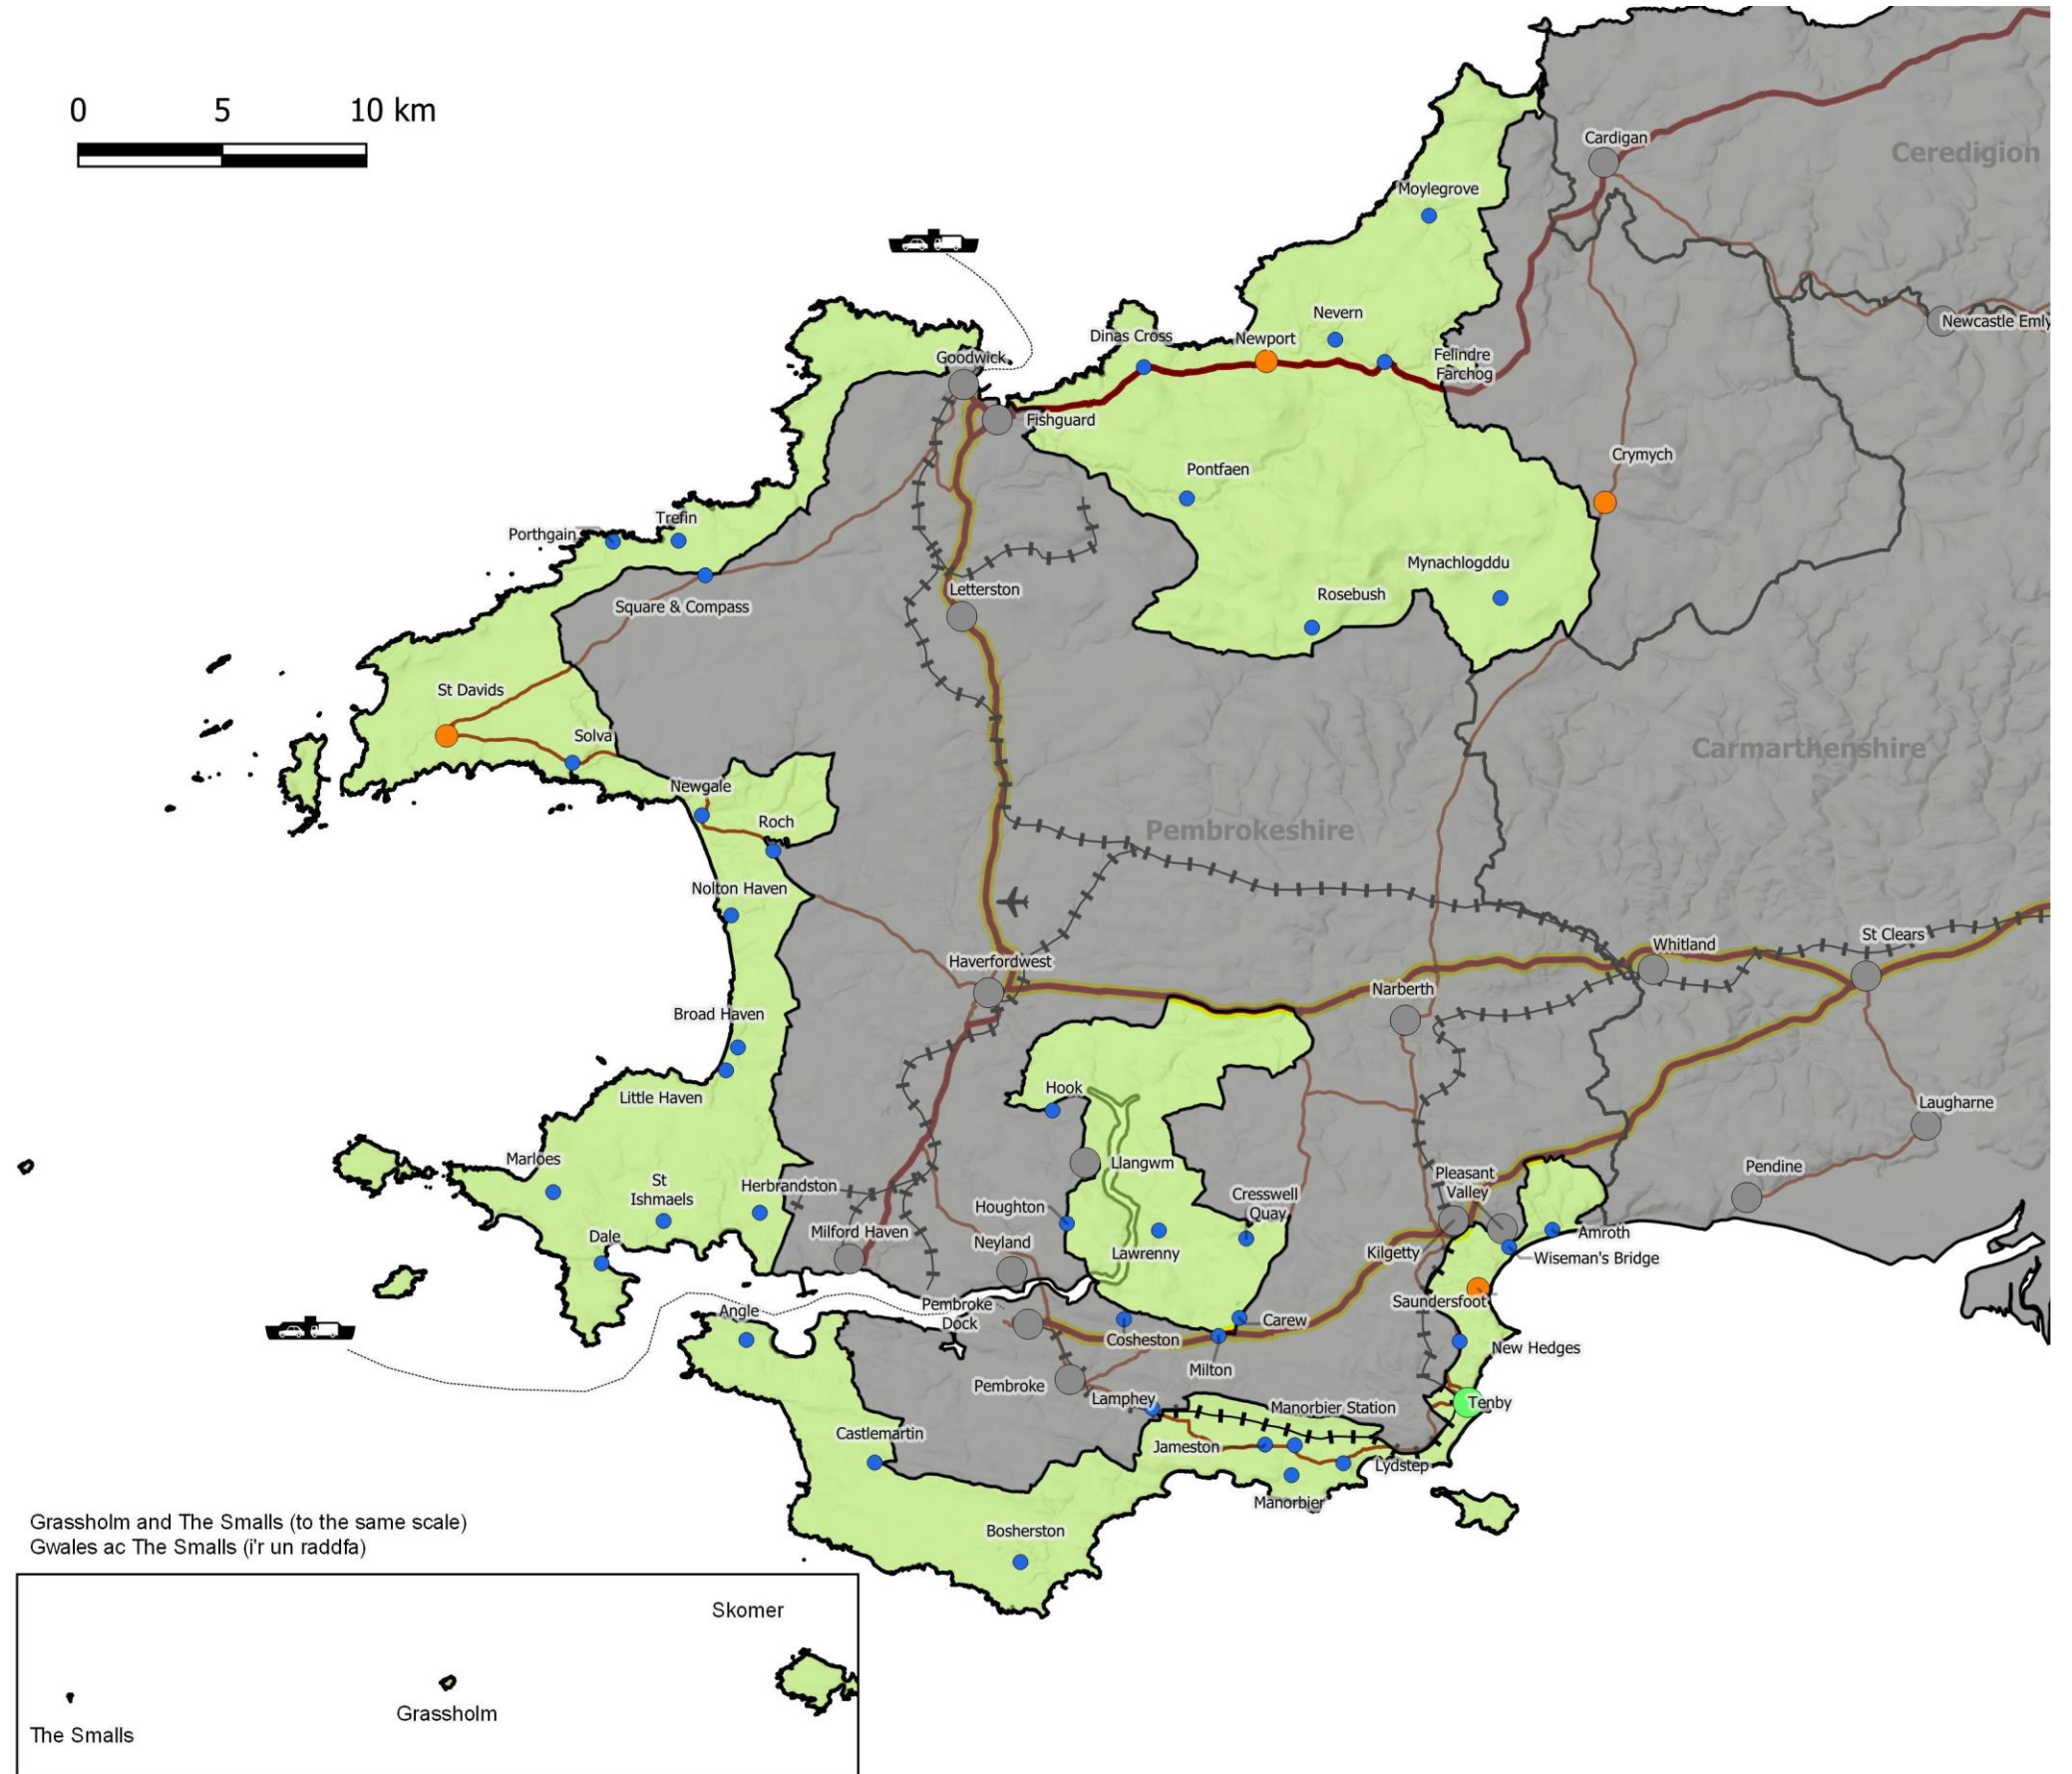 0 5 10 km
Cardigan
Ceredigion
Moylegrove
Newcastle Emly
Nevern
Dinas Cross
Newport
Felindre
Farchog
Goodwick
Fishguard
Crymych
Pontfaen
Trefin
Porthgain
Mynachlogddu
Letterston
Rosebush
Square & Compass
St Davids
Solva
Carmarthenshire
Newgale
Roch
Pembrokeshire
Nolton Haven
St Clears
Whitland
Haverfordwest
Narberth
Broad Haven
Hook
Little Haven
Laugharne
Marloes
Llangwm
Pendine
Pleasant
Valley
St
Ishmaels
Herbrandston
Cresswell
Quay
Houghton
Dale
Milford Haven
Neyland
Lawrenny
Kilgetty
Amroth
Wiseman's Bridge
Pembroke
Dock
Saundersfoot
Angle
Carew
Cosheston
New Hedges
Milton
Pembroke
Lamphey
Manorbier Station
Tenby
Castlemartin
Jameston
Lydstep
Manorbier
Bosherston
Grassholm and The Smalls (to the same scale)
Gwales ac The Smalls (i'r un raddfa)
Skomer
Grassholm
The Smalls